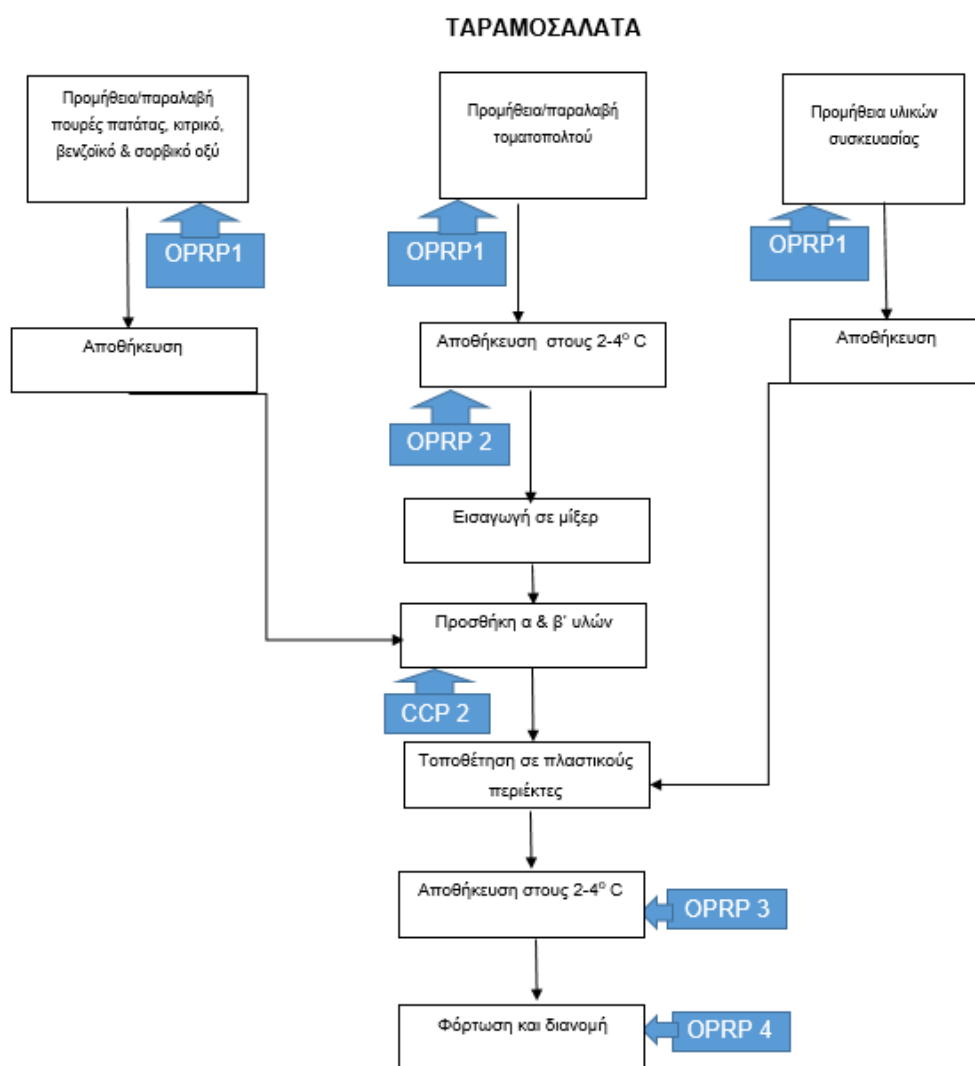 ΤΑΡΑΜΟΣΑΛΑΤΑ
Προμήθεια/παραλαβή
πουρές πατάτας, κιτρικό,
βενζοϊκό & σορβικό οξύ
Προμήθεια/παραλαβή
τοματοπολτού
Προμήθεια υλικών
συσκευασίας
OPRP1
OPRP1
OPRP1
Αποθήκευση
Αποθήκευση στους 2-4º C
Αποθήκευση
OPRP 2
Εισαγωγή σε μίξερ
Προσθήκη α & β΄ υλών
CCP 2
Τοποθέτηση σε πλαστικούς
περιέκτες
Αποθήκευση στους 2-4º C
OPRP 3
Φόρτωση και διανομή
OPRP 4